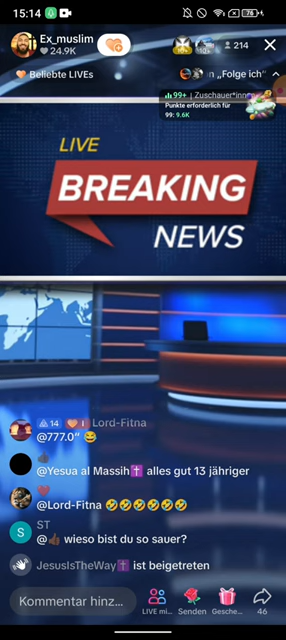 15:14
76
Ex_muslim
24.9K
10+
214
Beliebte LIVEs
n „Folge ich“
99+ | Zuschauer*innen
Punkte erforderlich für
99: 9.6K
LIVE
BREAKING
NEWS
14 I Lord-Fitna
@777.0“ 😂
@Yesua al Massih✝️ alles gut 13 jähriger
@Lord-Fitna 🤣🤣🤣🤣🤣🤣
S ST
@👍🏾 wieso bist du so sauer?
JesusIsTheWay✝️ ist beigetreten
Kommentar hinz...
LIVE mi... Senden Gesche... 46